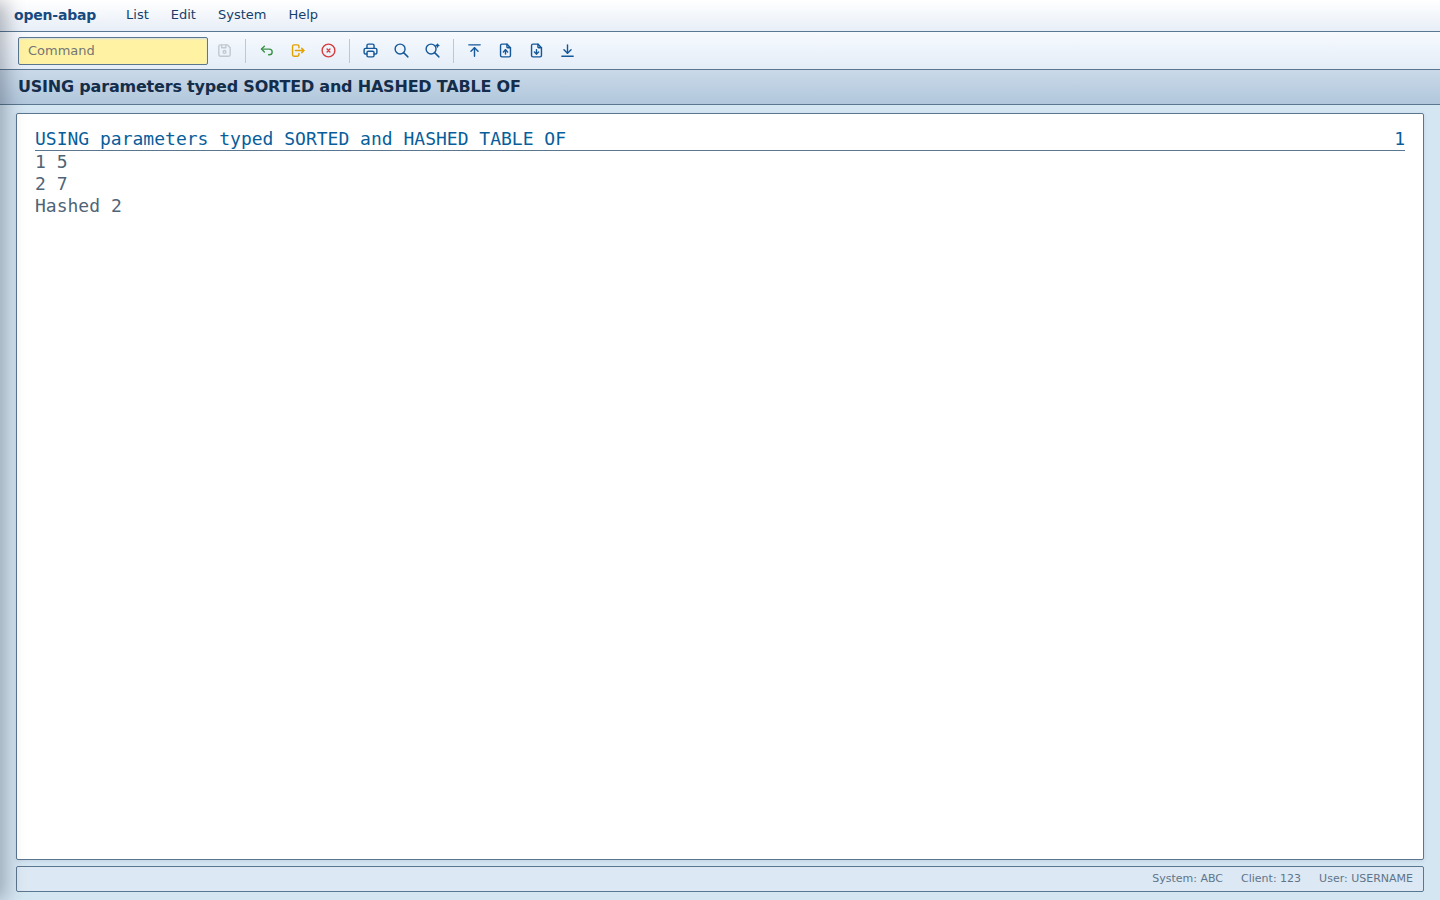 open-abap List Edit System Help
Command
USING parameters typed SORTED and HASHED TABLE OF
USING parameters typed SORTED and HASHED TABLE OF 1
1 5
2 7
Hashed 2
System: ABC Client: 123 User: USERNAME